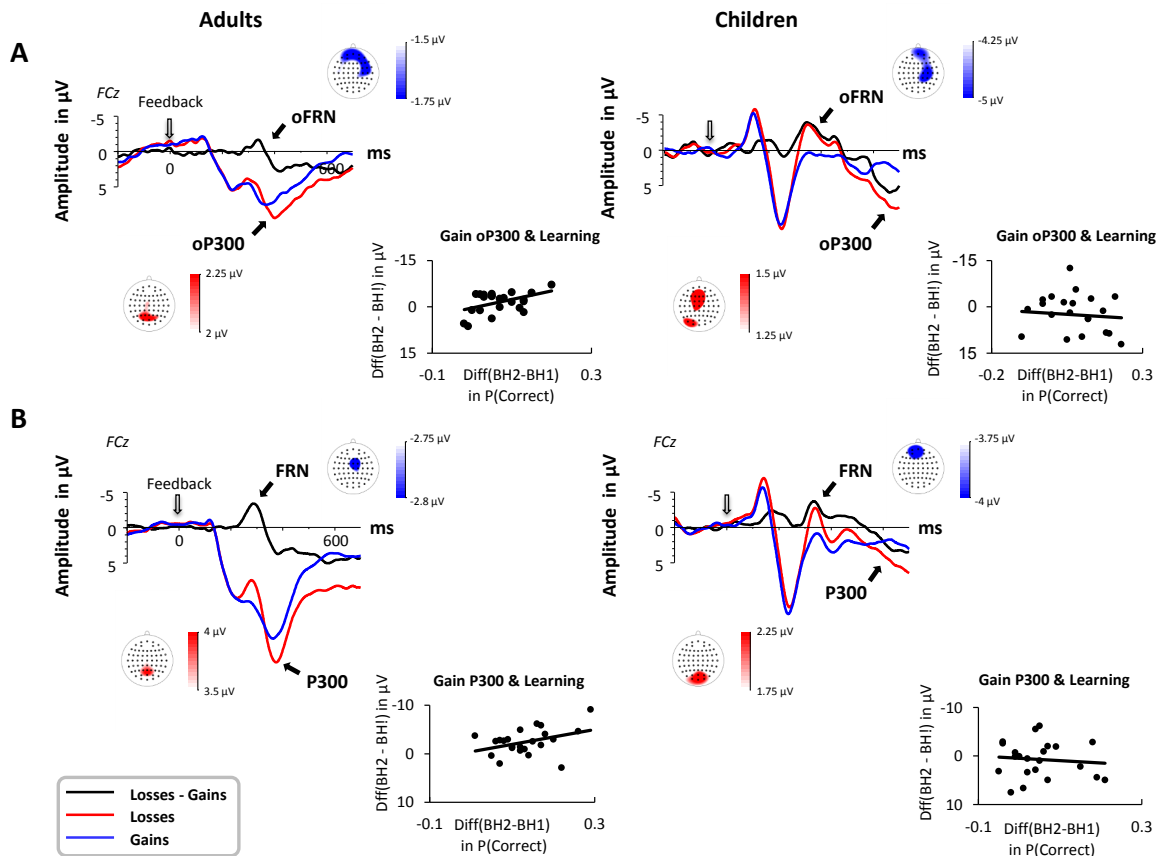 Adults
Children
A
-1.5 µV
-1.75 µV
-4.25 µV
-5 µV
Amplitude in µV
FCz
Feedback
-5
0
5
0
600
ms
oFRN
oP300
2.25 µV
2 µV
Gain oP300 & Learning
Dff(BH2 - BH!) in µV
-15
0
15
-0.1
0.3
Diff(BH2-BH1)
in P(Correct)
Amplitude in µV
-5
0
5
ms
oFRN
oP300
1.5 µV
1.25 µV
Gain oP300 & Learning
Dff(BH2 - BH!) in µV
-15
0
15
-0.2
0.3
Diff(BH2-BH1)
in P(Correct)
B
FCz
-2.75 µV
-2.8 µV
Amplitude in µV
Feedback
-5
0
5
0
600
ms
FRN
P300
4 µV
3.5 µV
Gain P300 & Learning
Dff(BH2 - BH!) in µV
-10
0
10
-0.1
0.3
Diff(BH2-BH1)
in P(Correct)
FCz
-3.75 µV
-4 µV
Amplitude in µV
-5
0
5
ms
FRN
P300
2.25 µV
1.75 µV
Gain P300 & Learning
Dff(BH2 - BH!) in µV
-10
0
10
-0.1
0.3
Diff(BH2-BH1)
in P(Correct)
Losses - Gains
Losses
Gains